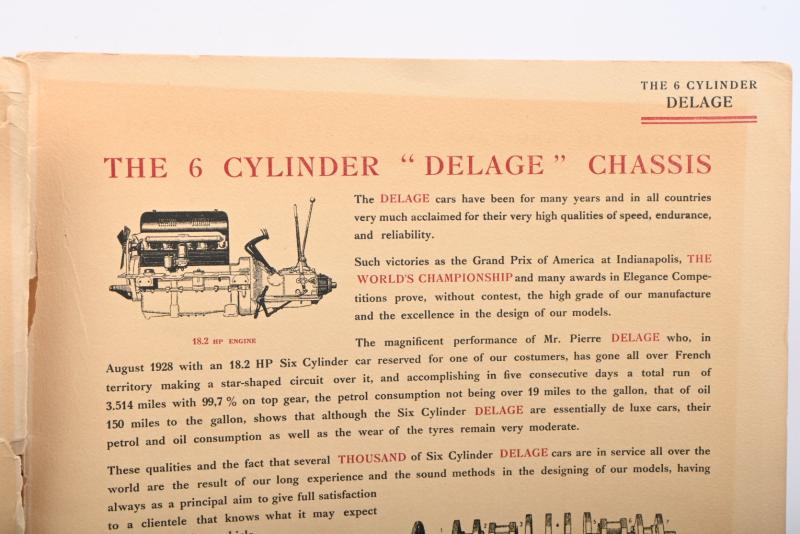 THE 6 CYLINDER
DELAGE
THE 6 CYLINDER “DELAGE” CHASSIS
The DELAGE cars have been for many years and in all countries
very much acclaimed for their very high qualities of speed, endurance,
and reliability.
Such victories as the Grand Prix of America at Indianapolis, THE
WORLD'S CHAMPIONSHIP and many awards in Elegance Compe-
titions prove, without contest, the high grade of our manufacture
and the excellence in the design of our models.
18.2 HP ENGINE
The magnificent performance of Mr. Pierre DELAGE who, in
August 1928 with an 18.2 HP Six Cylinder car reserved for one of our costumers, has gone all over French
territory making a star-shaped circuit over it, and accomplishing in five consecutive days a total run of
3.514 miles with 99,7 % on top gear, the petrol consumption not being over 19 miles to the gallon, that of oil
150 miles to the gallon, shows that although the Six Cylinder DELAGE are essentially de luxe cars, their
petrol and oil consumption as well as the wear of the tyres remain very moderate.
These qualities and the fact that several THOUSAND of Six Cylinder DELAGE cars are in service all over the
world are the result of our long experience and the sound methods in the designing of our models, having
always as a principal aim to give full satisfaction
to a clientele that knows what it may expect